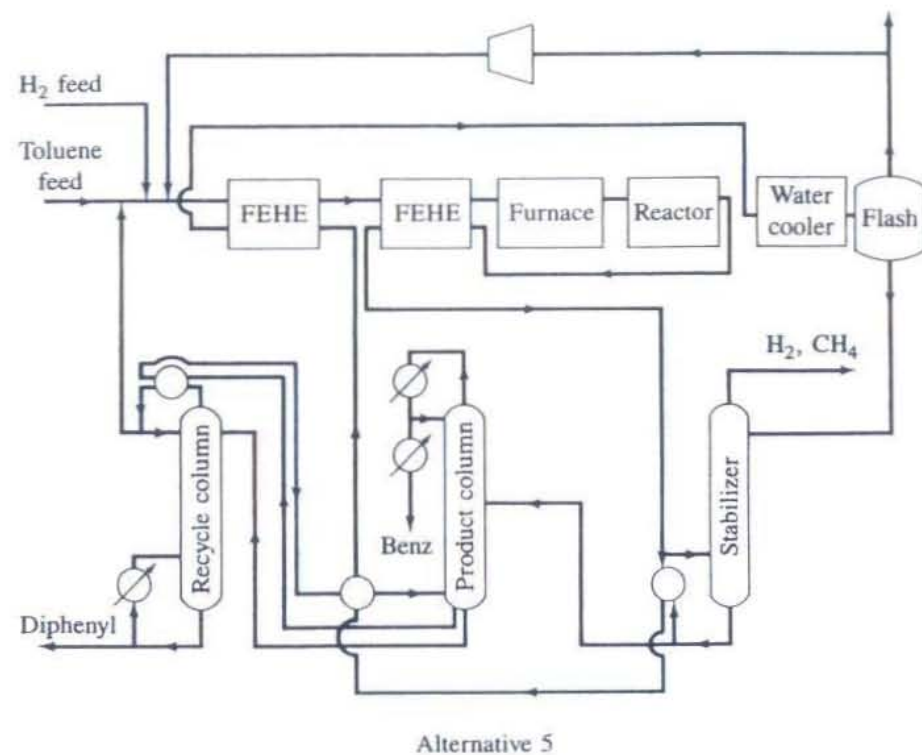 H₂ feed
Toluene
feed
FEHE
FEHE
Furnace
Reactor
Water
cooler
Flash
H₂, CH₄
Recycle column
Product column
Stabilizer
Benz
Diphenyl
Alternative 5